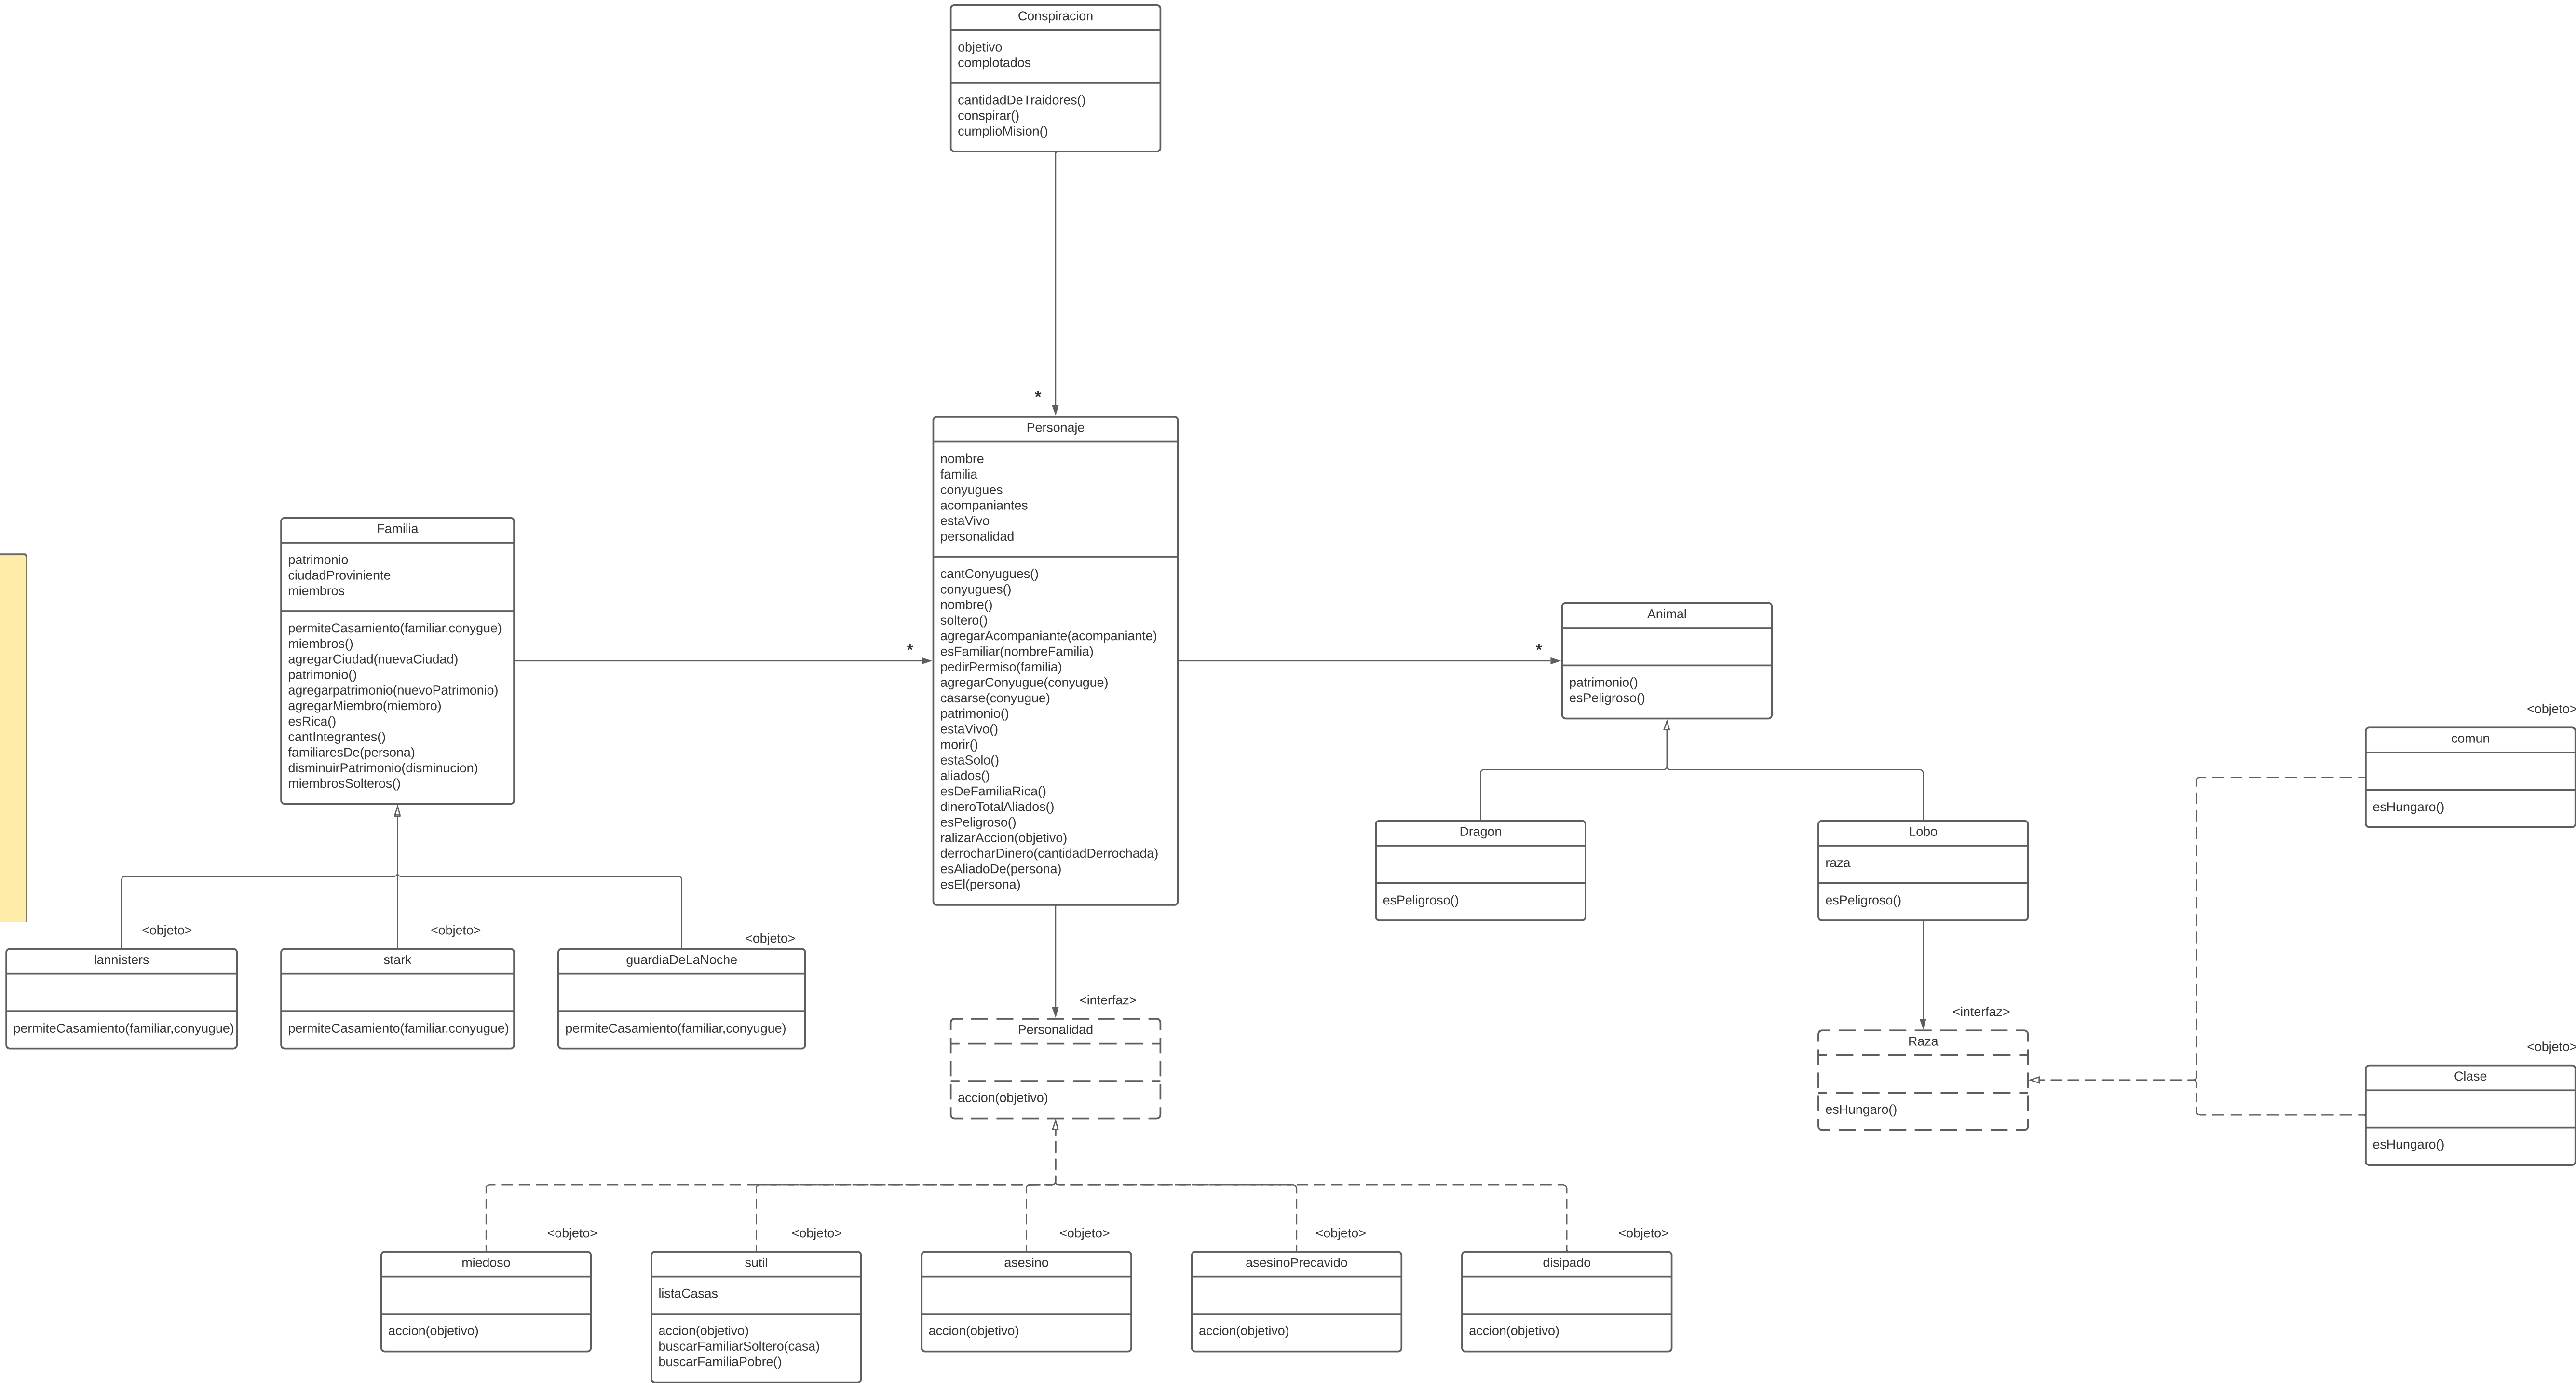 Conspiracion
objetivo
complotados
cantidadDeTraidores()
conspirar()
cumplioMision()
*
Personaje
nombre
familia
conyugues
acompaniantes
estaVivo
personalidad
cantConyugues()
conyugues()
nombre()
soltero()
agregarAcompaniante(acompaniante)
esFamiliar(nombreFamilia)
pedirPermiso(familia)
agregarConyugue(conyugue)
casarse(conyugue)
patrimonio()
estaVivo()
morir()
estaSolo()
aliados()
esDeFamiliaRica()
dineroTotalAliados()
esPeligroso()
ralizarAccion(objetivo)
derrocharDinero(cantidadDerrochada)
esAliadoDe(persona)
esEl(persona)
Familia
patrimonio
ciudadProviniente
miembros
permiteCasamiento(familiar,conygue)
miembros()
agregarCiudad(nuevaCiudad)
patrimonio()
agregarpatrimonio(nuevoPatrimonio)
agregarMiembro(miembro)
esRica()
cantIntegrantes()
familiaresDe(persona)
disminuirPatrimonio(disminucion)
miembrosSolteros()
*
*
Animal
patrimonio()
esPeligroso()
<objeto>
comun
esHungaro()
Dragon
esPeligroso()
Lobo
raza
esPeligroso()
<objeto>
lannisters
permiteCasamiento(familiar,conyugue)
<objeto>
stark
permiteCasamiento(familiar,conyugue)
<objeto>
guardiaDeLaNoche
permiteCasamiento(familiar,conyugue)
<interfaz>
Personalidad
accion(objetivo)
<interfaz>
Raza
esHungaro()
<objeto>
Clase
esHungaro()
<objeto>
miedoso
accion(objetivo)
<objeto>
sutil
listaCasas
accion(objetivo)
buscarFamiliarSoltero(casa)
buscarFamiliaPobre()
<objeto>
asesino
accion(objetivo)
<objeto>
asesinoPrecavido
accion(objetivo)
<objeto>
disipado
accion(objetivo)